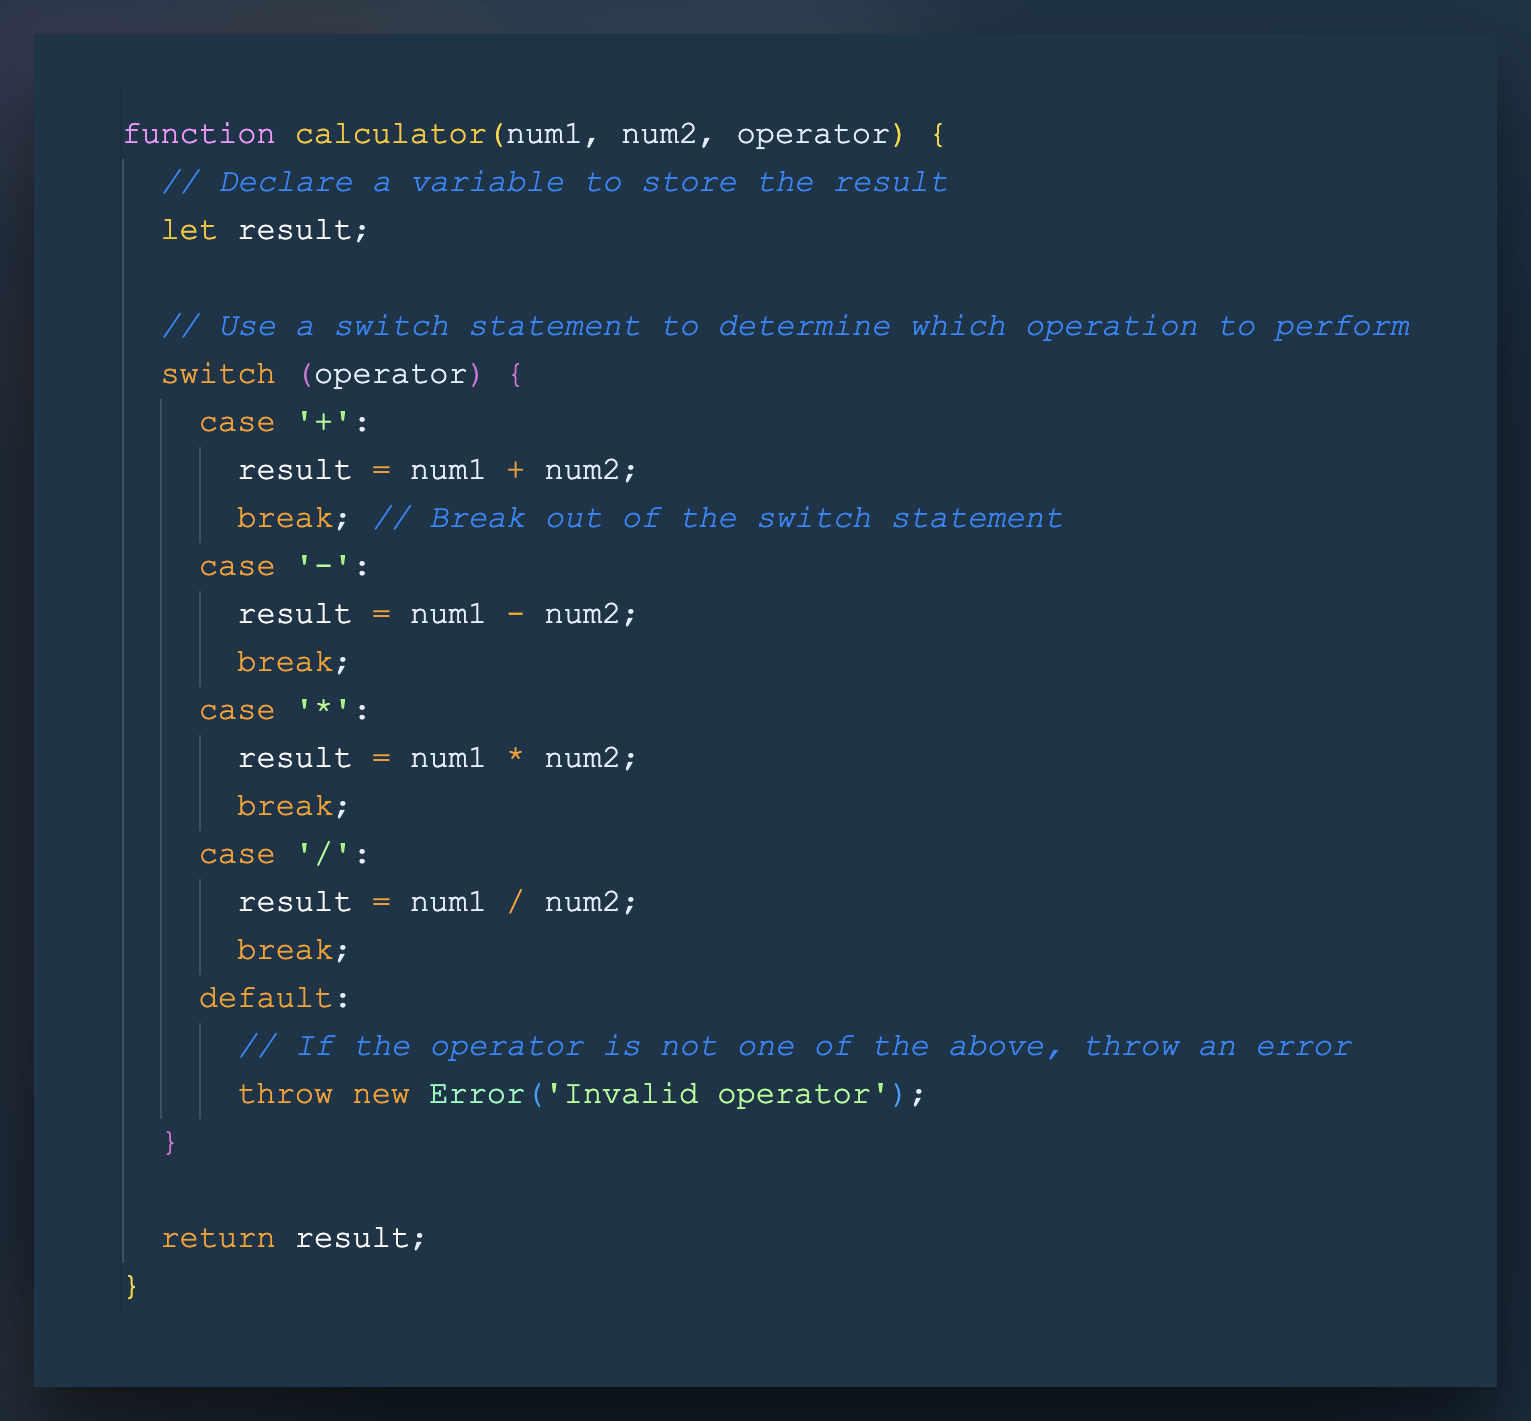 function calculator(num1, num2, operator) {
  // Declare a variable to store the result
  let result;

  // Use a switch statement to determine which operation to perform
  switch (operator) {
    case '+':
      result = num1 + num2;
      break; // Break out of the switch statement
    case '-':
      result = num1 - num2;
      break;
    case '*':
      result = num1 * num2;
      break;
    case '/':
      result = num1 / num2;
      break;
    default:
      // If the operator is not one of the above, throw an error
      throw new Error('Invalid operator');
  }

  return result;
}